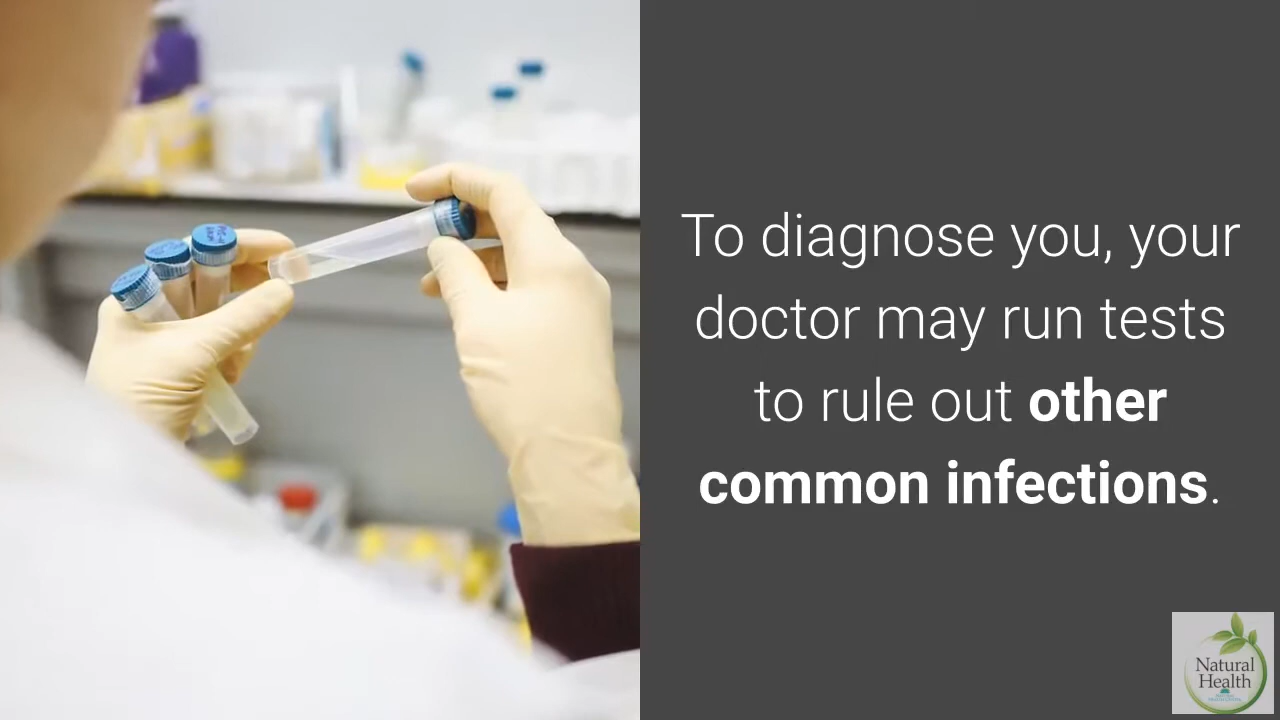 To diagnose you, your
doctor may run tests
to rule out other
common infections.
Natural
Health